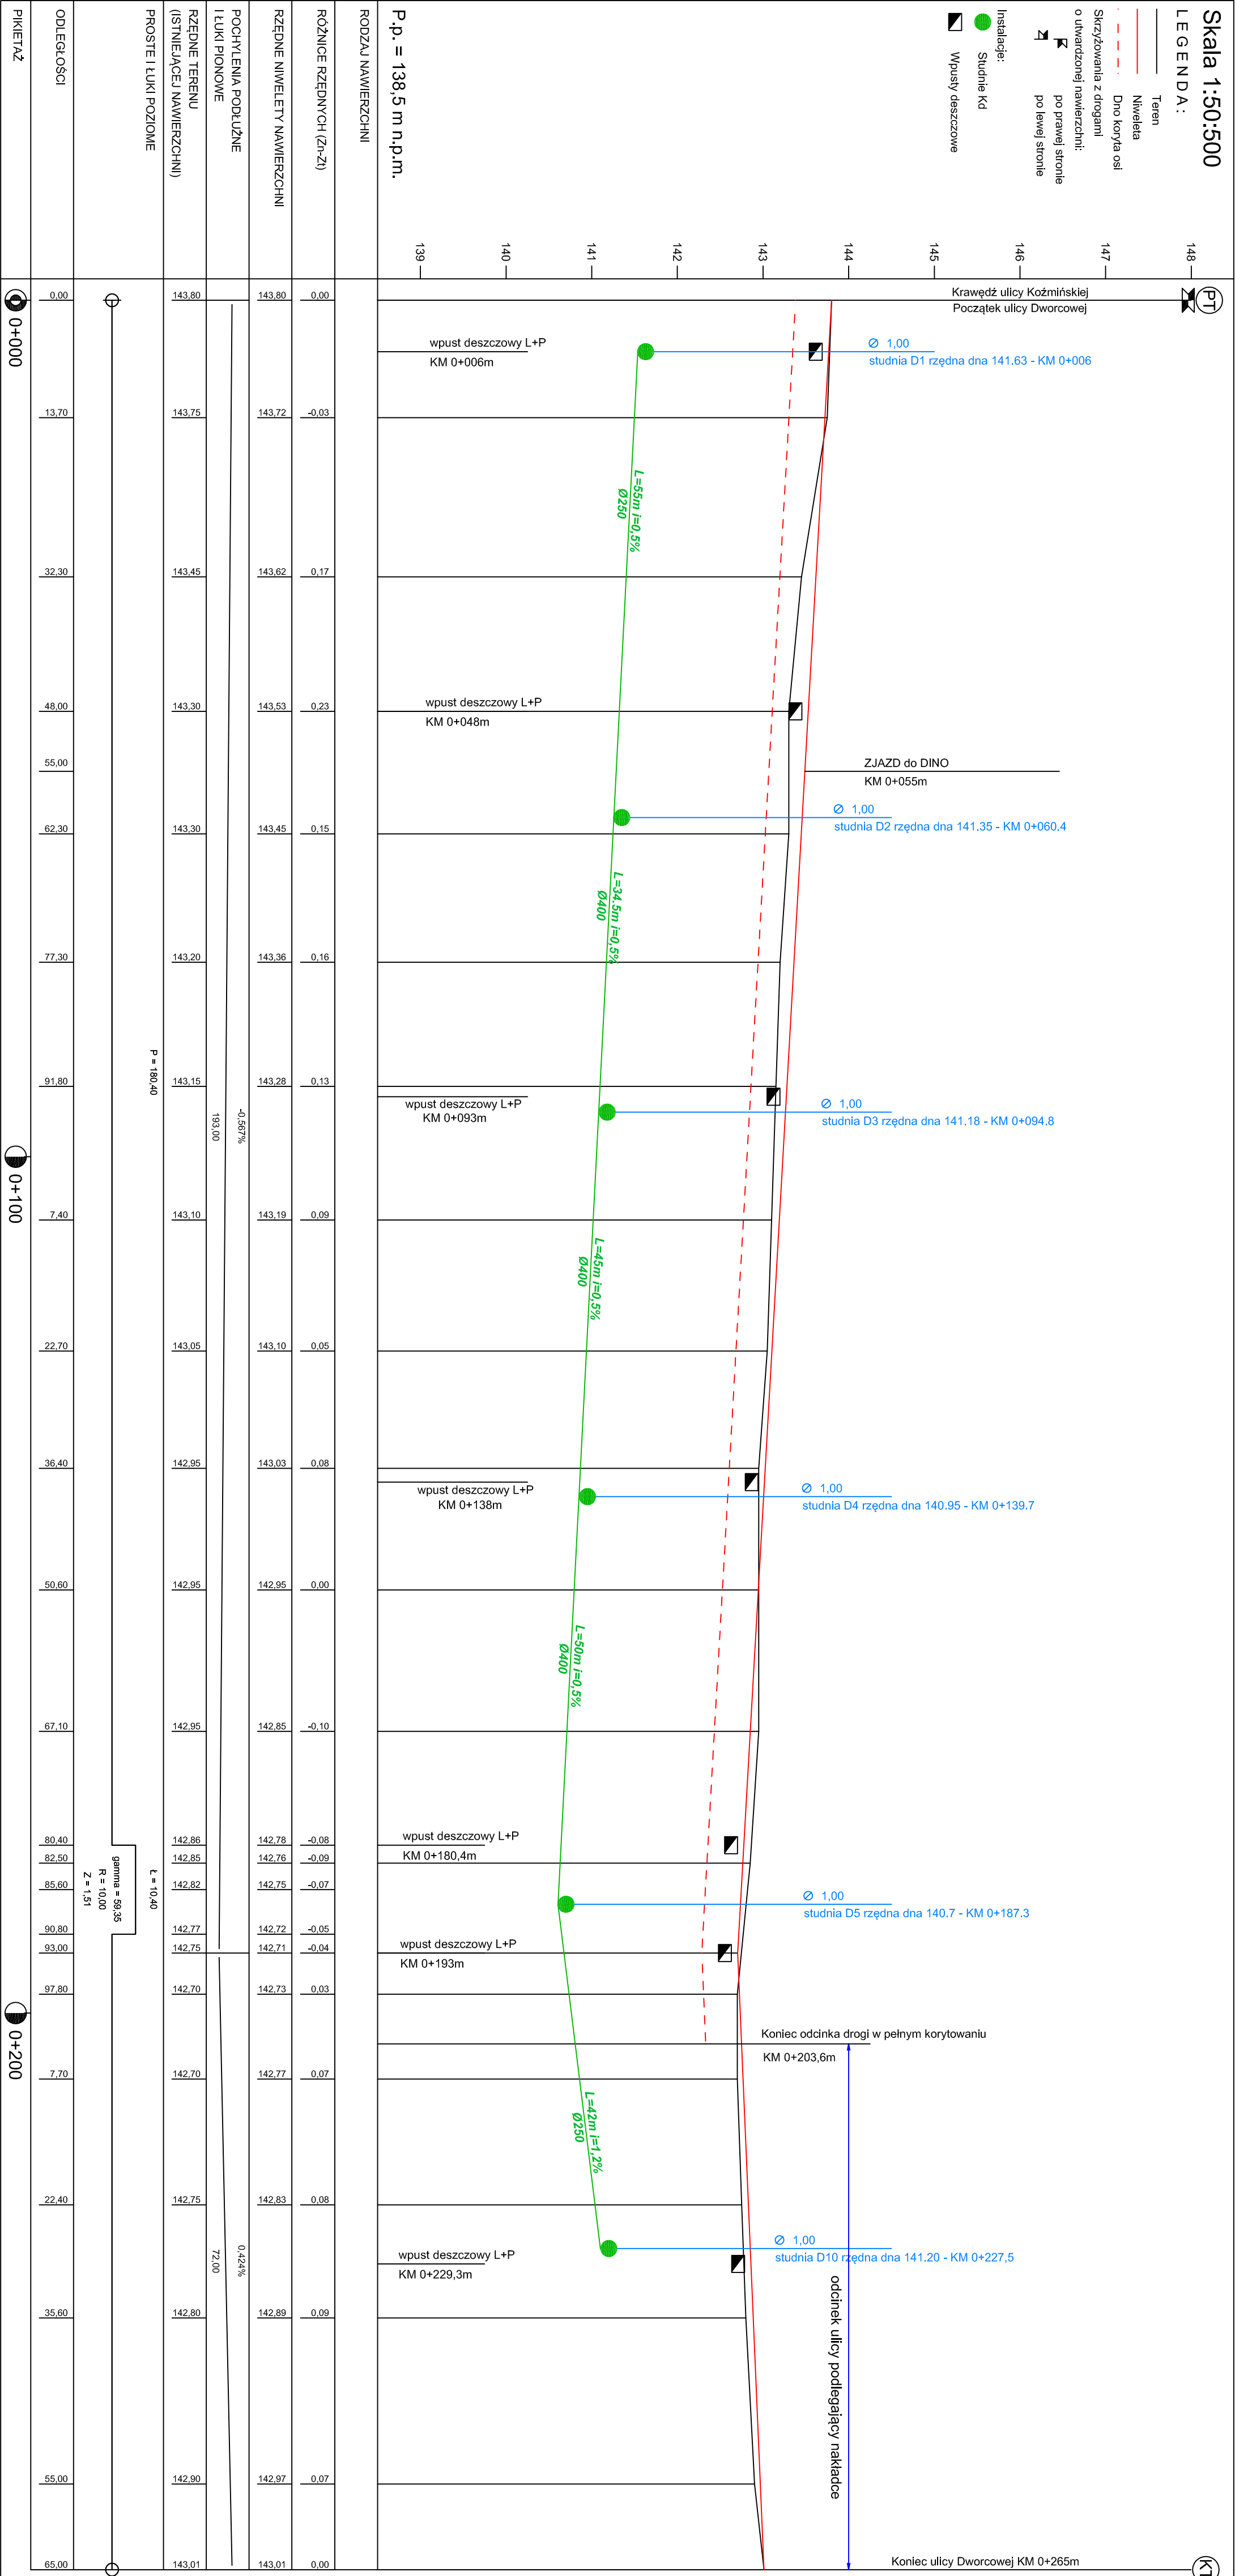 Skala 1:50:500
L E G E N D A :
Teren
Niweleta
Dno koryta osi
Skrzyżowania z drogami
o utwardzonej nawierzchni:
po prawej stronie
po lewej stronie
Instalacje:
Studnie Kd
Wpusty deszczowe
148
147
146
145
144
143
142
141
140
139
P.p. = 138,5 m n.p.m.
PT
Krawędź ulicy Koźmińskiej
Początek ulicy Dworcowej
Ø 1,00
studnia D1 rzędna dna 141.63 - KM 0+006
wpust deszczowy L+P
KM 0+006m
L=55m i=0,5%
Ø250
wpust deszczowy L+P
KM 0+048m
ZJAZD do DINO
KM 0+055m
Ø 1,00
studnia D2 rzędna dna 141.35 - KM 0+060.4
L=34.5m i=0,5%
Ø400
wpust deszczowy L+P
KM 0+093m
Ø 1,00
studnia D3 rzędna dna 141.18 - KM 0+094.8
L=45m i=0,5%
Ø400
wpust deszczowy L+P
KM 0+138m
Ø 1,00
studnia D4 rzędna dna 140.95 - KM 0+139.7
L=50m i=0,5%
Ø400
wpust deszczowy L+P
KM 0+180,4m
Ø 1,00
studnia D5 rzędna dna 140.7 - KM 0+187.3
wpust deszczowy L+P
KM 0+193m
Koniec odcinka drogi w pełnym korytowaniu
KM 0+203,6m
L=42m i=1,2%
Ø250
Ø 1,00
studnia D10 rzędna dna 141.20 - KM 0+227,5
wpust deszczowy L+P
KM 0+229,3m
odcinek ulicy podlegający nakładce
Koniec ulicy Dworcowej KM 0+265m
KT
RODZAJ NAWIERZCHNI
RÓŻNICE RZĘDNYCH (Zn-Zt)
0,00 -0,03 0,17 0,23 0,15 0,16 0,13 0,09 0,05 0,08 0,00 -0,10 -0,08 -0,09 -0,07 -0,05 -0,04 0,03 0,07 0,08 0,09 0,07 0,00
RZĘDNE NIWELETY NAWIERZCHNI
143,80 143,72 143,62 143,53 143,45 143,36 143,28 143,19 143,10 143,03 142,95 142,85 142,78 142,76 142,75 142,72 142,71 142,73 142,77 142,83 142,89 142,97 143,01
POCHYLENIA PODŁUŻNE
I ŁUKI PIONOWE
-0.567% 0,424%
193,00 72,00
RZĘDNE TERENU
(ISTNIEJĄCEJ NAWIERZCHNI)
143,80 143,75 143,45 143,30 143,30 143,20 143,15 143,10 143,05 142,95 142,95 142,95 142,86 142,85 142,82 142,77 142,75 142,70 142,70 142,75 142,80 142,90 143,01
PROSTE I ŁUKI POZIOME
P = 180,40
Ł = 10,40
gamma = 59,35
R = 10,00
Z = 1,51
ODLEGŁOŚCI
0,00 13,70 32,30 48,00 55,00 62,30 77,30 91,80 7,40 22,70 36,40 50,60 67,10 80,40 82,50 85,60 90,80 93,00 97,80 7,70 22,40 35,60 55,00 65,00
PIKIETAŻ
0+000 0+100 0+200